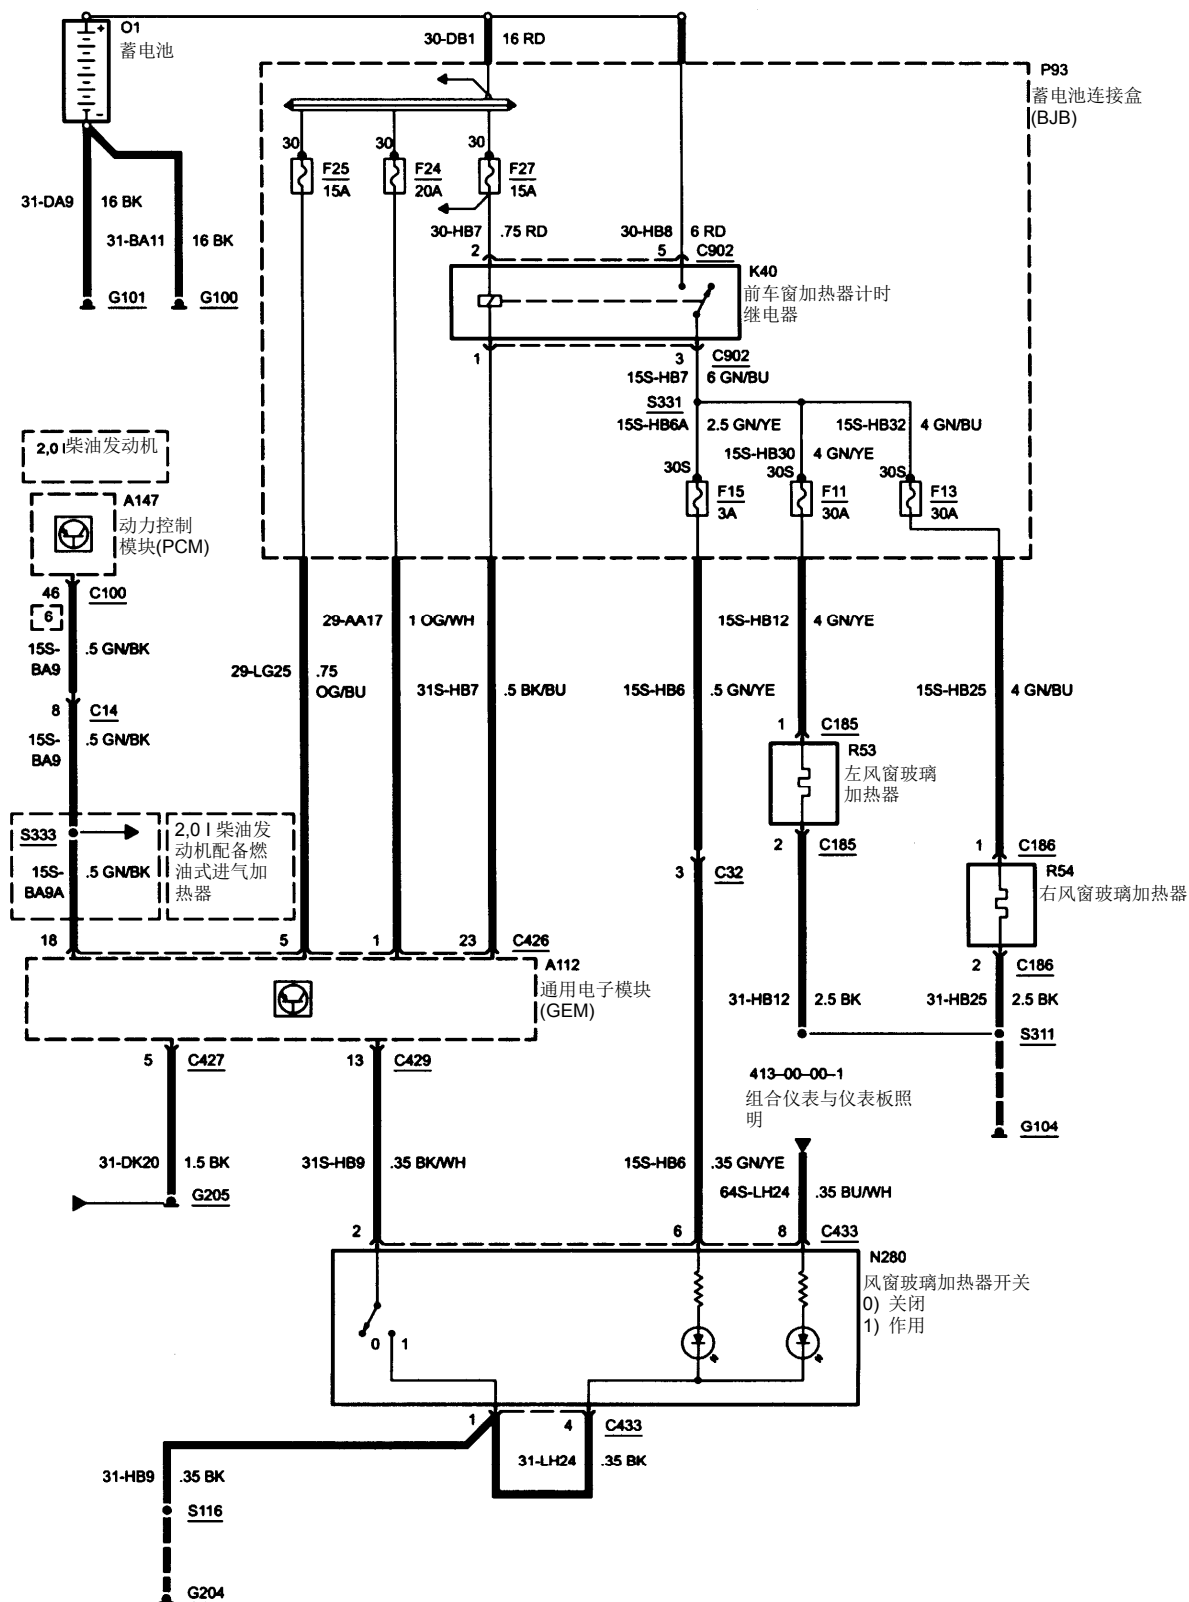 O1
蓄电池
30-DB1 16 RD
P93
蓄电池连接盒
(BJB)
30 30 30
F25
15A
F24
20A
F27
15A
31-DA9 16 BK
31-BA11 16 BK
30-HB7 .75 RD
30-HB8 6 RD
2 5 C902
G101 G100
K40
前车窗加热器计时
继电器
1 3 C902
15S-HB7 6 GN/BU
S331
15S-HB6A 2.5 GN/YE
15S-HB32 4 GN/BU
15S-HB30 4 GN/YE
30S 30S 30S
F15
3A
F11
30A
F13
30A
2,0 l柴油发动机
A147
动力控制
模块(PCM)
46 C100
6
15S-
BA9
.5 GN/BK
29-AA17 1 OG/WH
15S-HB12 4 GN/YE
29-LG25 .75
OG/BU
31S-HB7 .5 BK/BU
15S-HB6 .5 GN/YE
15S-HB25 4 GN/BU
8 C14
15S-
BA9
.5 GN/BK
1 C185
R53
左风窗玻璃
加热器
S333
2,0 l 柴油发
动机配备燃
油式进气加
热器
2 C185
1 C186
15S-
BA9A
.5 GN/BK
3 C32
R54
右风窗玻璃加热器
18 5 1 23 C426
A112
通用电子模块
(GEM)
2 C186
31-HB12 2.5 BK
31-HB25 2.5 BK
S311
5 C427
13 C429
413-00-00-1
组合仪表与仪表板照
明
G104
31-DK20 1.5 BK
31S-HB9 .35 BK/WH
15S-HB6 .35 GN/YE
64S-LH24 .35 BU/WH
G205
2 6 8 C433
N280
风窗玻璃加热器开关
0) 关闭
1) 作用
0 1
1 4 C433
31-LH24 .35 BK
31-HB9 .35 BK
S116
G204